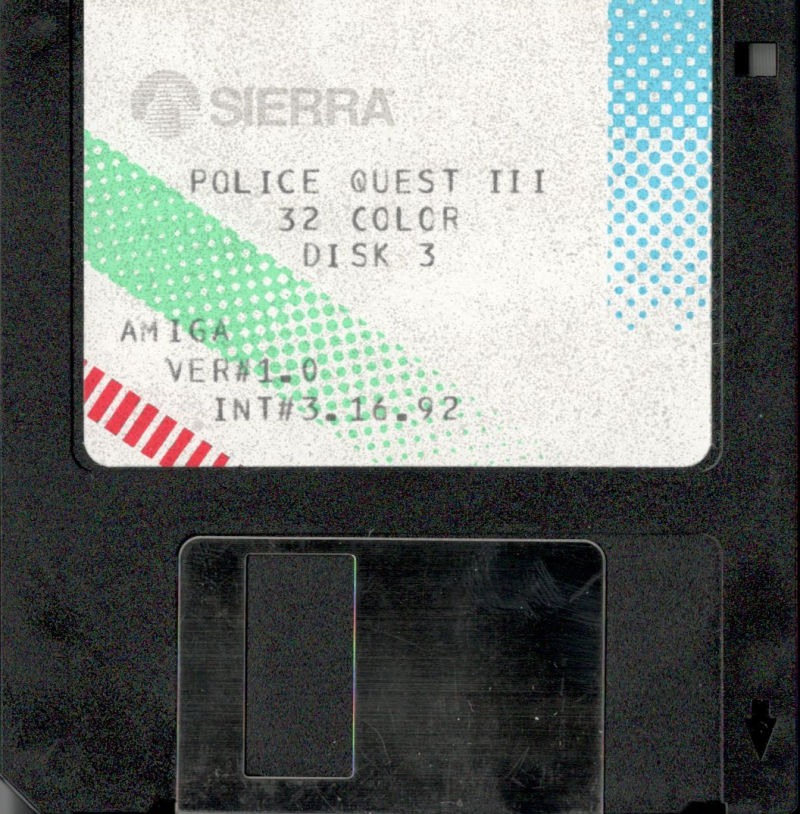 SIERRA
POLICE QUEST III
32 COLOR
DISK 3
AMIGA
VER#1.0
INT#3.16.92